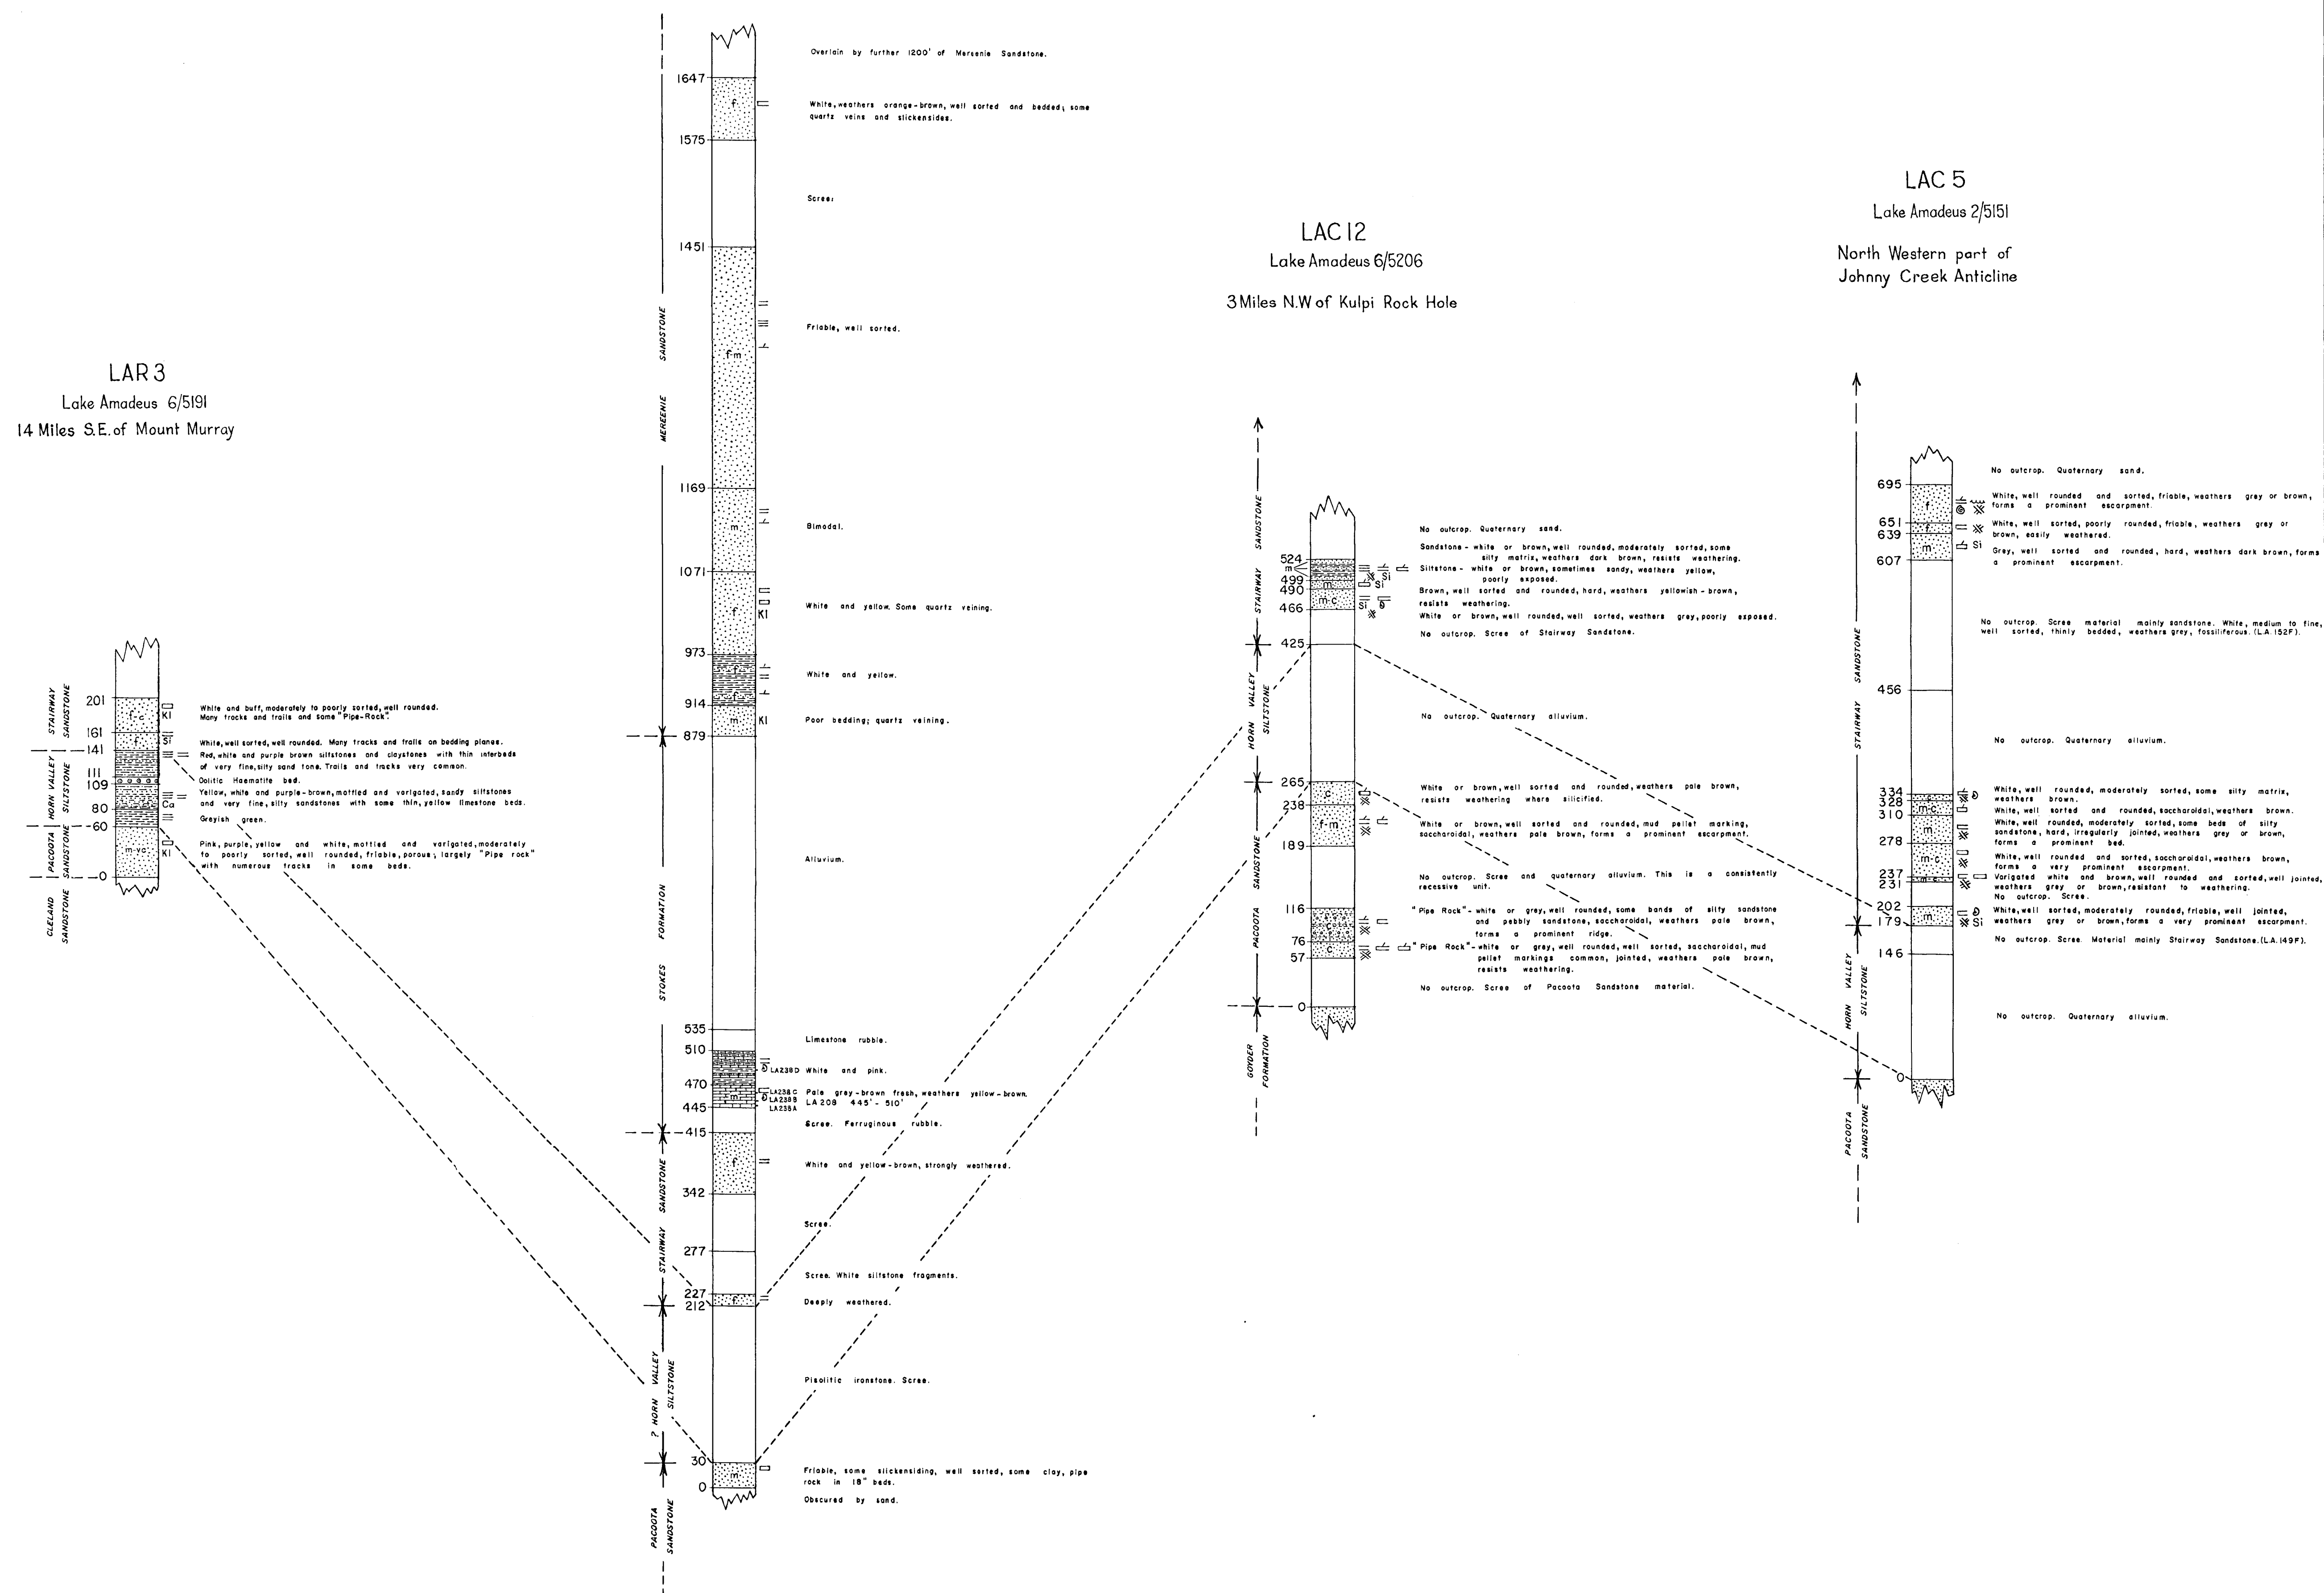 LAR 3
Lake Amadeus 6/5191
14 Miles S.E. of Mount Murray
STAIRWAY SANDSTONE
HORN VALLEY SILTSTONE
PACOOTA SANDSTONE
CLELAND SANDSTONE
201
f-c
Kl
White and buff, moderately to poorly sorted, well rounded.
Many tracks and trails and some "Pipe-Rock".
161
f
Si
White, well sorted, well rounded. Many tracks and trails on bedding planes.
141
Red, white and purple brown siltstones and claystones with thin interbeds
of very fine, silty sand tone. Trails and tracks very common.
111
Oolitic Haematite bed.
109
Yellow, white and purple-brown, mottled and varigated, sandy siltstones
and very fine, silty sandstones with some thin, yellow limestone beds.
Ca
80
Greyish green.
60
m-vc
Kl
Pink, purple, yellow and white, mottled and varigated, moderately
to poorly sorted, well rounded, friable, porous; largely "Pipe rock"
with numerous tracks in some beds.
0
MEREENIE SANDSTONE
STOKES FORMATION
STAIRWAY SANDSTONE
? HORN VALLEY SILTSTONE
PACOOTA SANDSTONE
Overlain by further 1200' of Mereenie Sandstone.
1647
f
White, weathers orange-brown, well sorted and bedded; some
quartz veins and slickensides.
1575
Scree.
1451
f-m
Friable, well sorted.
1169
m
Bimodal.
1071
f
Kl
White and yellow. Some quartz veining.
973
f
White and yellow.
f
914
m
Kl
Poor bedding; quartz veining.
879
Alluvium.
535
Limestone rubble.
510
LA238D
White and pink.
470
m
LA238C
LA238B
LA238A
Pale grey-brown fresh, weathers yellow-brown.
LA208 445'-510'
445
Scree. Ferruginous rubble.
415
f
White and yellow-brown, strongly weathered.
342
Scree.
277
Scree. White siltstone fragments.
227
f
Deeply weathered.
212
Pisolitic ironstone. Scree.
30
m
Friable, some slickensiding, well sorted, some clay, pipe
rock in 18" beds.
0
Obscured by sand.
LAC 12
Lake Amadeus 6/5206
3 Miles N.W of Kulpi Rock Hole
STAIRWAY SANDSTONE
HORN VALLEY SILTSTONE
PACOOTA SANDSTONE
GOYDER FORMATION
No outcrop. Quaternary sand.
524
Sandstone - white or brown, well rounded, moderately sorted, some
silty matrix, weathers dark brown, resists weathering.
m
Si
Siltstone - white or brown, sometimes sandy, weathers yellow,
poorly exposed.
499
m
Si
Brown, well sorted and rounded, hard, weathers yellowish-brown,
resists weathering.
490
m-c
Si
White or brown, well rounded, well sorted, weathers grey, poorly exposed.
466
No outcrop. Scree of Stairway Sandstone.
425
No outcrop. Quaternary alluvium.
265
c
White or brown, well sorted and rounded, weathers pale brown,
resists weathering where silicified.
238
f-m
White or brown, well sorted and rounded, mud pellet marking,
saccharoidal, weathers pale brown, forms a prominent escarpment.
189
No outcrop. Scree and quaternary alluvium. This is a consistently
recessive unit.
116
c
"Pipe Rock" - white or grey, well rounded, some bands of silty sandstone
and pebbly sandstone, saccharoidal, weathers pale brown,
forms a prominent ridge.
76
c
"Pipe Rock" - white or grey, well rounded, well sorted, saccharoidal, mud
pellet markings common, jointed, weathers pale brown,
resists weathering.
57
No outcrop. Scree of Pacoota Sandstone material.
0
LAC 5
Lake Amadeus 2/5151
North Western part of
Johnny Creek Anticline
STAIRWAY SANDSTONE
HORN VALLEY SILTSTONE
PACOOTA SANDSTONE
No outcrop. Quaternary sand.
695
f
White, well rounded and sorted, friable, weathers grey or brown,
forms a prominent escarpment.
651
f
White, well sorted, poorly rounded, friable, weathers grey or
brown, easily weathered.
639
m
Si
Grey, well sorted and rounded, hard, weathers dark brown, forms
a prominent escarpment.
607
No outcrop. Scree material mainly sandstone. White, medium to fine,
well sorted, thinly bedded, weathers grey, fossiliferous. (L.A. 152F).
456
No outcrop. Quaternary alluvium.
334
c
White, well rounded, moderately sorted, some silty matrix,
weathers brown.
328
m-c
White, well sorted and rounded, saccharoidal, weathers brown.
310
m
White, well rounded, moderately sorted, some beds of silty
sandstone, hard, irregularly jointed, weathers grey or brown,
forms a prominent bed.
278
m-c
White, well rounded and sorted, saccharoidal, weathers brown,
forms a very prominent escarpment.
237
m-c
Varigated white and brown, well rounded and sorted, well jointed,
weathers grey or brown, resistant to weathering.
231
No outcrop. Scree.
202
m
Si
White, well sorted, moderately rounded, friable, well jointed,
weathers grey or brown, forms a very prominent escarpment.
179
No outcrop. Scree. Material mainly Stairway Sandstone. (L.A. 149F).
146
No outcrop. Quaternary alluvium.
0